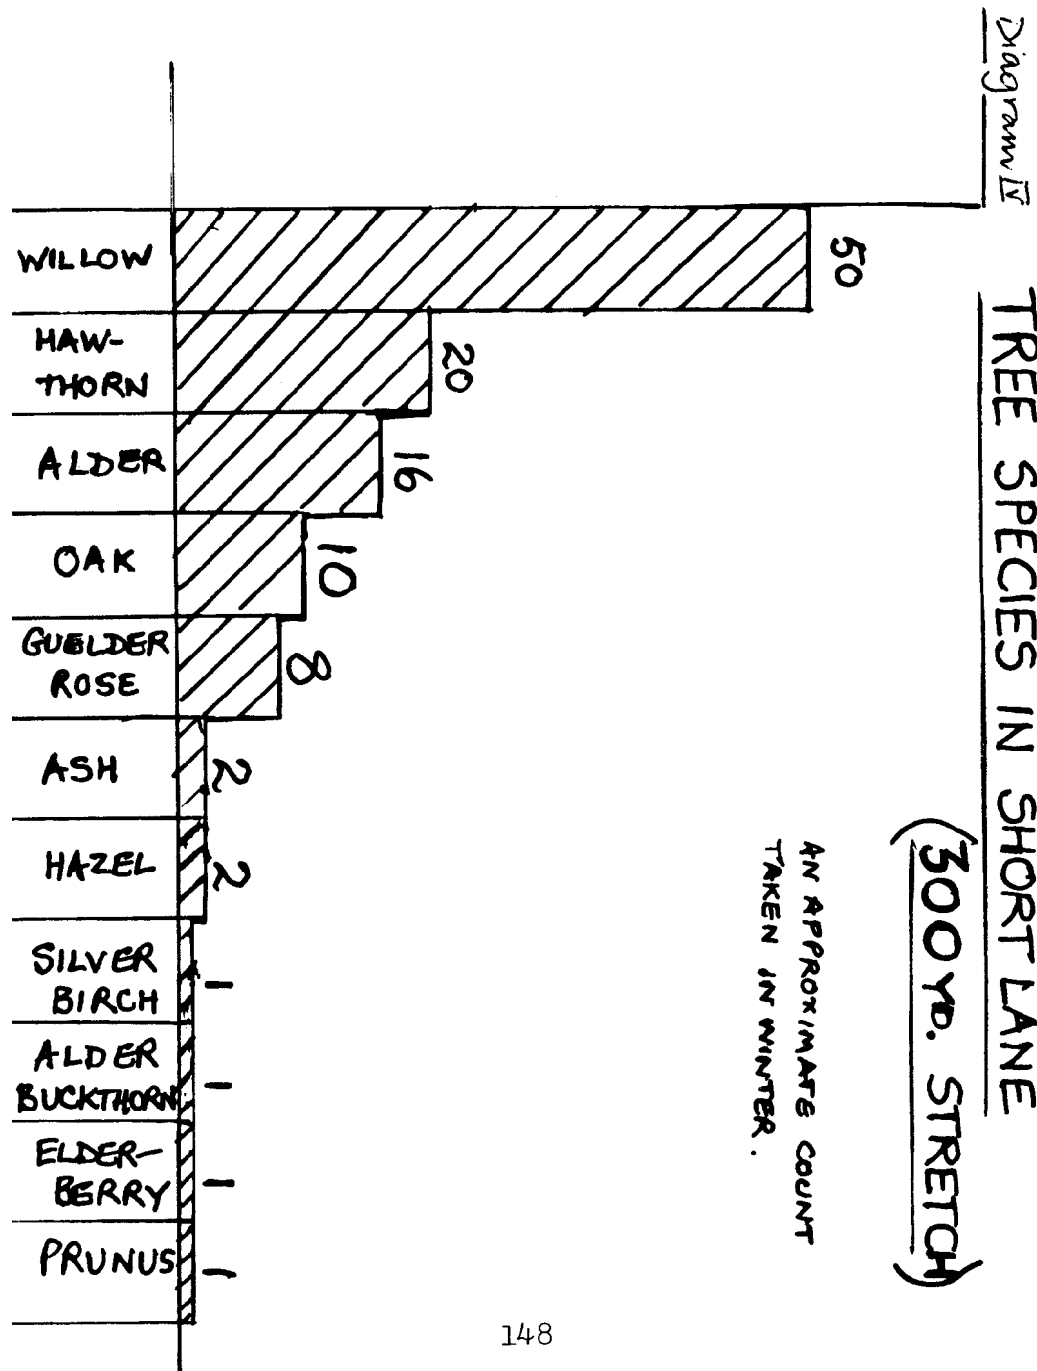 Diagram IV
TREE SPECIES IN SHORT LANE
(300 YD. STRETCH)
AN APPROXIMATE COUNT
TAKEN IN WINTER.
WILLOW
50
HAW-
THORN
20
ALDER
16
OAK
10
GUELDER
ROSE
8
ASH
2
HAZEL
2
SILVER
BIRCH
1
ALDER
BUCKTHORN
1
ELDER-
BERRY
1
PRUNUS
1
148